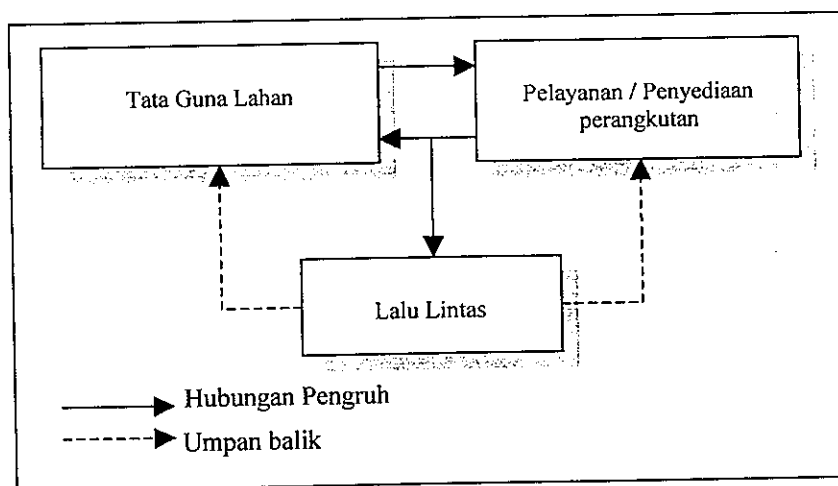 Tata Guna Lahan
Pelayanan / Penyediaan
perangkutan
Lalu Lintas
Hubungan Pengruh
Umpan balik